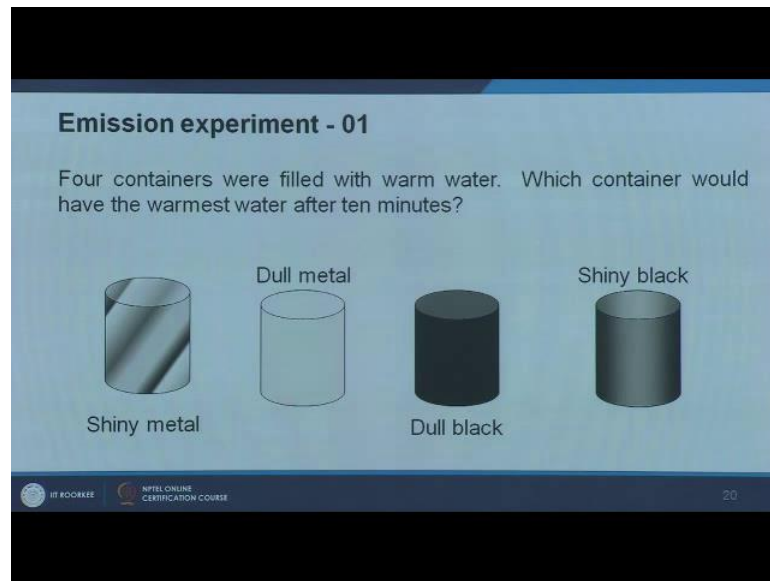 Emission experiment - 01
Four containers were filled with warm water. Which container would
have the warmest water after ten minutes?
Dull metal
Shiny black
Shiny metal
Dull black
IIT ROORKEE
NPTEL ONLINE
CERTIFICATION COURSE
20